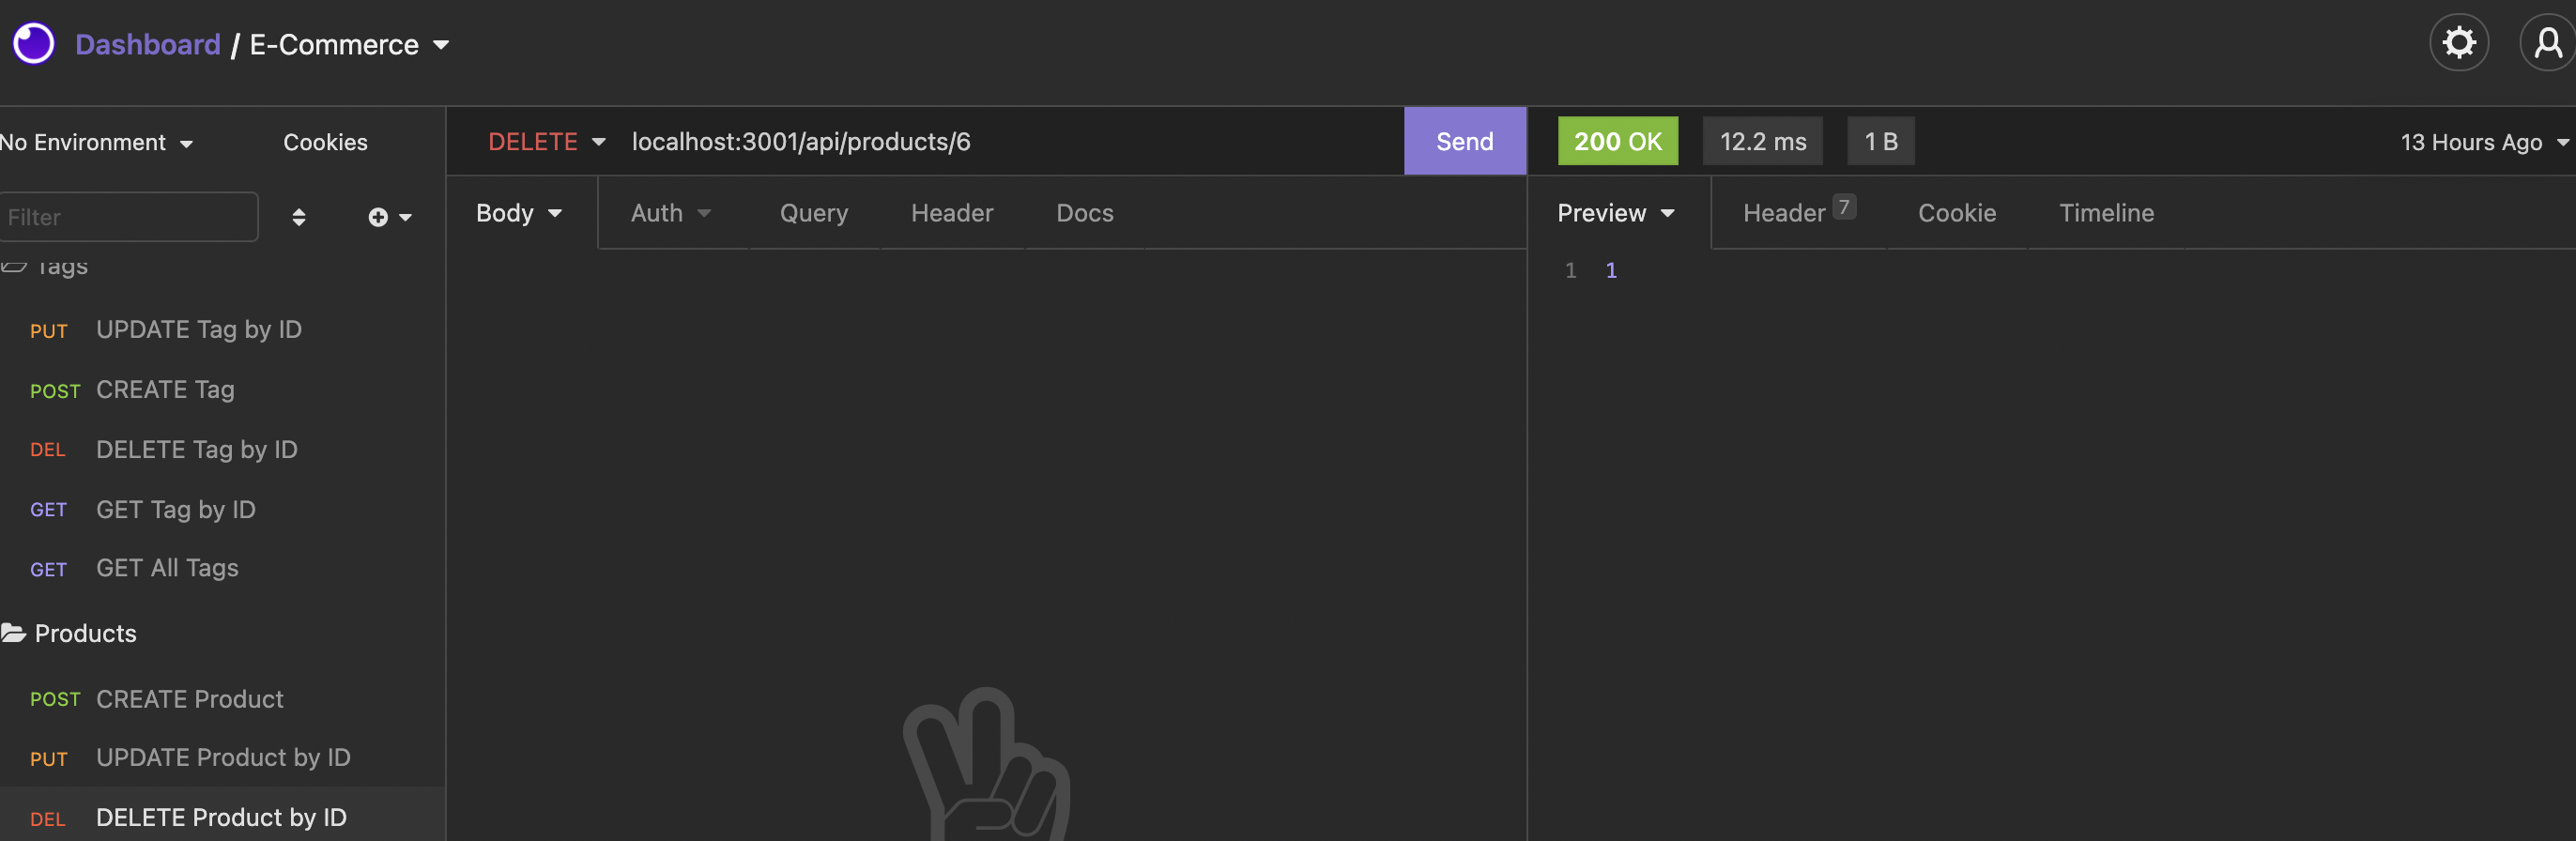 Dashboard / E-Commerce
No Environment
Cookies
Filter
Tags
PUT UPDATE Tag by ID
POST CREATE Tag
DEL DELETE Tag by ID
GET GET Tag by ID
GET GET All Tags
Products
POST CREATE Product
PUT UPDATE Product by ID
DEL DELETE Product by ID
DELETE localhost:3001/api/products/6 Send
Body Auth Query Header Docs
200 OK 12.2 ms 1 B 13 Hours Ago
Preview Header 7 Cookie Timeline
1 1